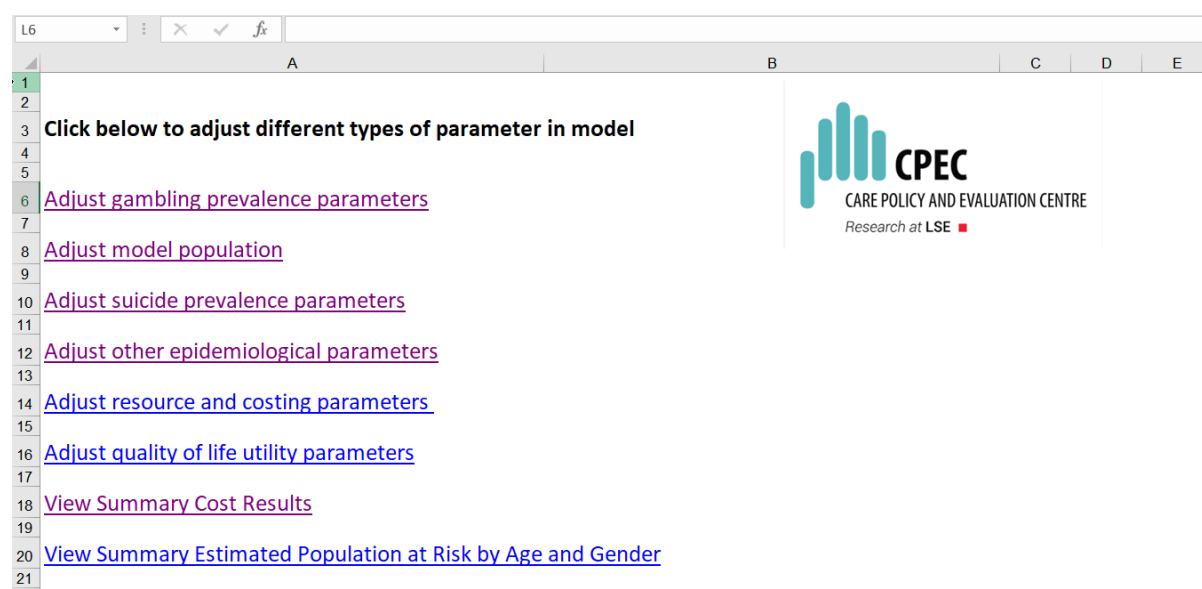 L6
fx
A B C D E
1
2
3 Click below to adjust different types of parameter in model
4
5
6 Adjust gambling prevalence parameters
7
8 Adjust model population
9
10 Adjust suicide prevalence parameters
11
12 Adjust other epidemiological parameters
13
14 Adjust resource and costing parameters
15
16 Adjust quality of life utility parameters
17
18 View Summary Cost Results
19
20 View Summary Estimated Population at Risk by Age and Gender
21
CPEC
CARE POLICY AND EVALUATION CENTRE
Research at LSE